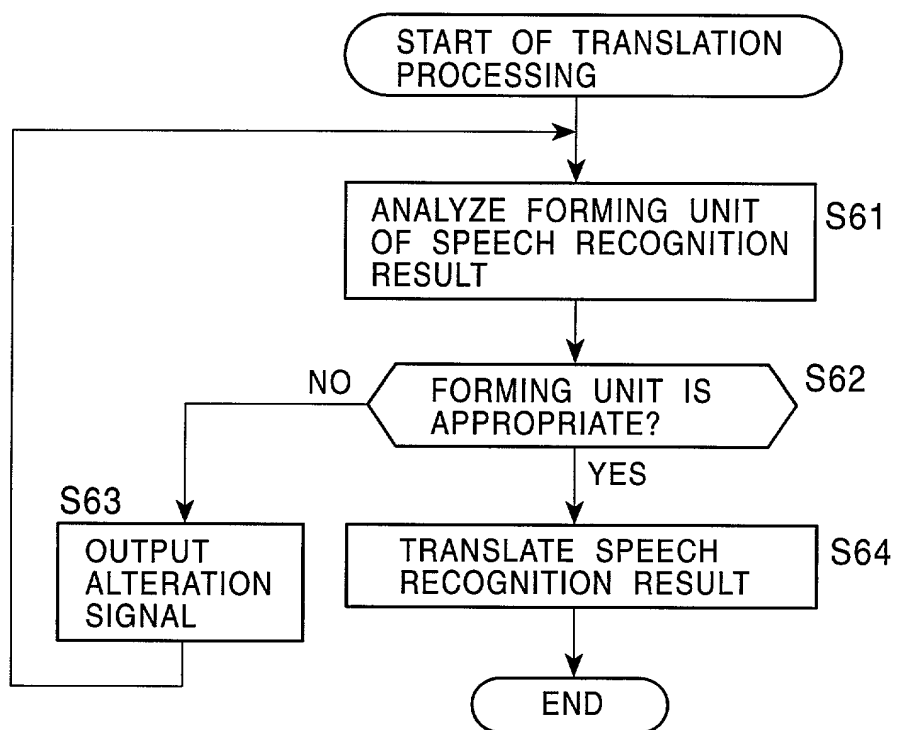 START OF TRANSLATION
PROCESSING
ANALYZE FORMING UNIT
OF SPEECH RECOGNITION
RESULT
S61
FORMING UNIT IS
APPROPRIATE?
S62
NO
YES
S63
OUTPUT
ALTERATION
SIGNAL
TRANSLATE SPEECH
RECOGNITION RESULT
S64
END